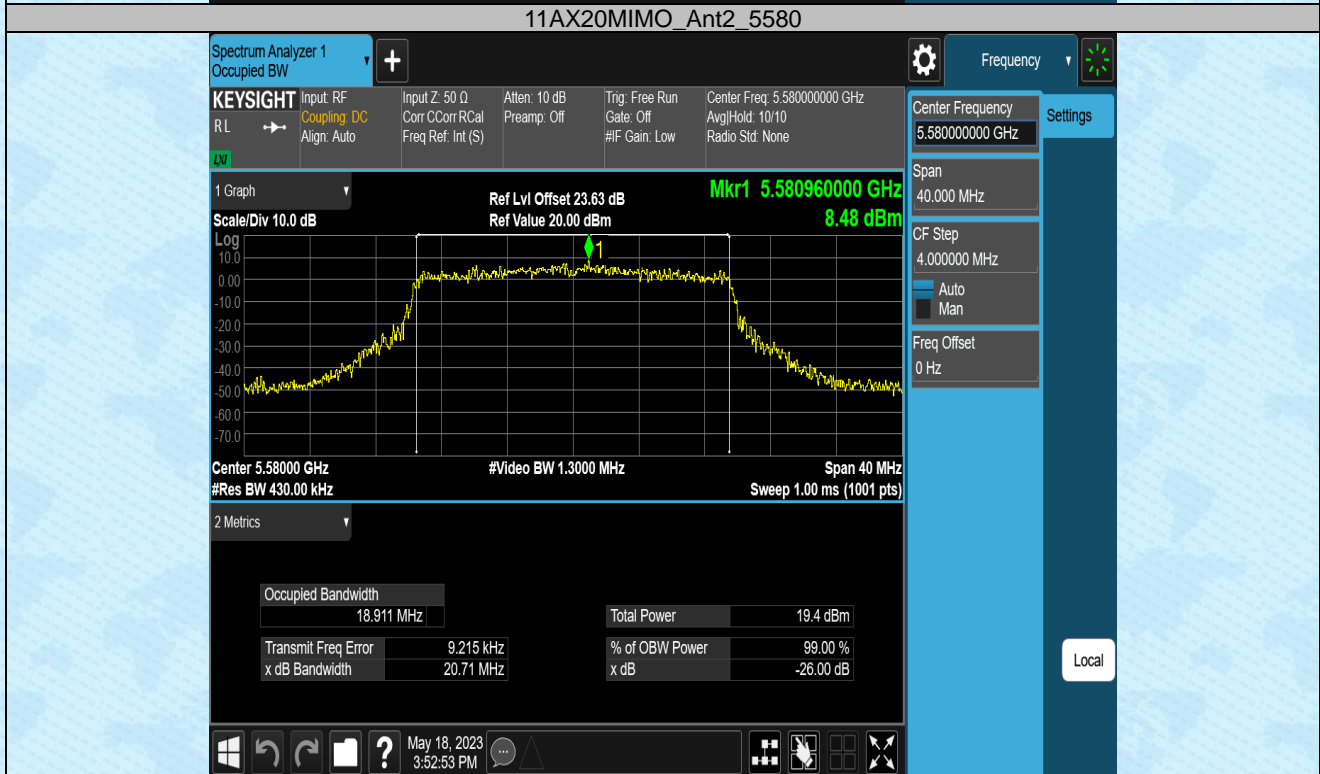 11AX20MIMO_Ant2_5580
Spectrum Analyzer 1
Occupied BW
+
Frequency
KEYSIGHT
RL
LXI
Input: RF
Coupling: DC
Align: Auto
Input Z: 50 Ω
Corr CCorr RCal
Freq Ref: Int (S)
Atten: 10 dB
Preamp: Off
Trig: Free Run
Gate: Off
#IF Gain: Low
Center Freq: 5.580000000 GHz
Avg|Hold: 10/10
Radio Std: None
Center Frequency
5.580000000 GHz
Settings
Span
40.000 MHz
CF Step
4.000000 MHz
Auto
Man
Freq Offset
0 Hz
Local
1 Graph
Scale/Div 10.0 dB
Ref Lvl Offset 23.63 dB
Ref Value 20.00 dBm
Mkr1 5.580960000 GHz
8.48 dBm
Log
10.0
0.00
-10.0
-20.0
-30.0
-40.0
-50.0
-60.0
-70.0
1
Center 5.58000 GHz
#Res BW 430.00 kHz
#Video BW 1.3000 MHz
Span 40 MHz
Sweep 1.00 ms (1001 pts)
2 Metrics
Occupied Bandwidth
18.911 MHz
Total Power 19.4 dBm
Transmit Freq Error 9.215 kHz
% of OBW Power 99.00 %
x dB Bandwidth 20.71 MHz
x dB -26.00 dB
?
May 18, 2023
3:52:53 PM